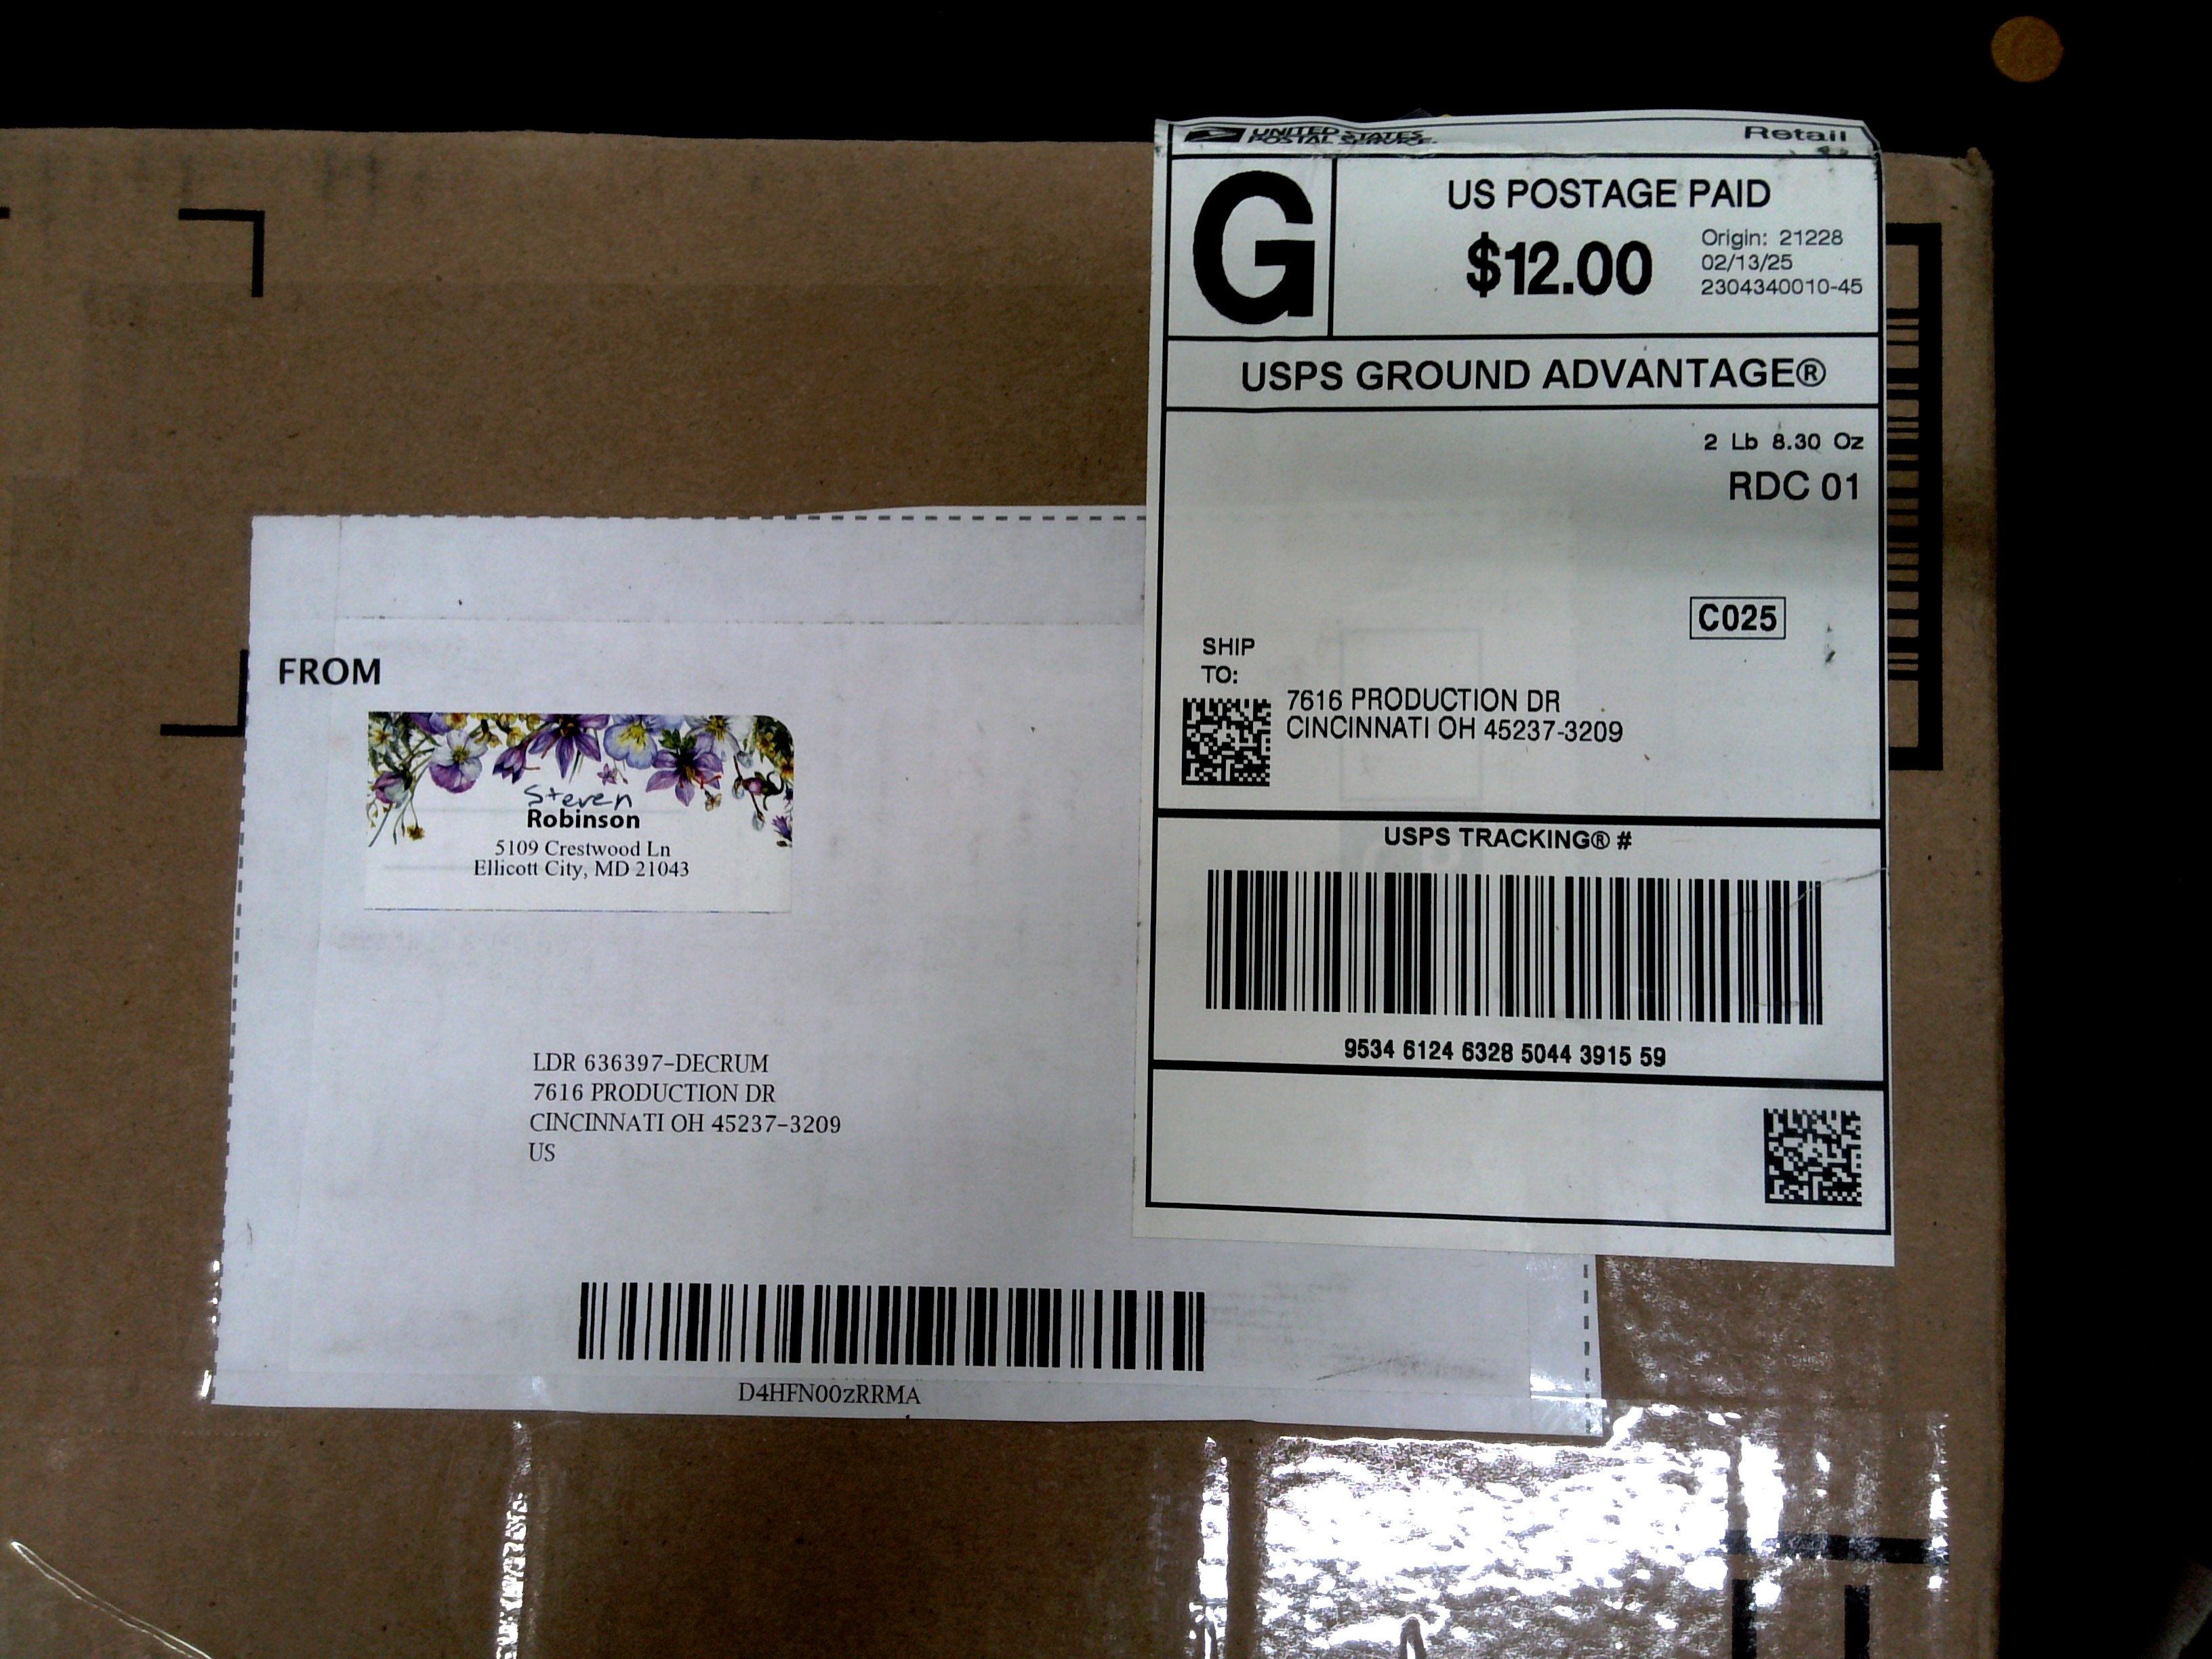 UNITED STATES
POSTAL SERVICE.
Retail
G
US POSTAGE PAID
$12.00
Origin: 21228
02/13/25
2304340010-45
USPS GROUND ADVANTAGE®
2 Lb 8.30 Oz
RDC 01
C025
SHIP
TO:
7616 PRODUCTION DR
CINCINNATI OH 45237-3209
USPS TRACKING® #
9534 6124 6328 5044 3915 59
FROM
Steven
Robinson
5109 Crestwood Ln
Ellicott City, MD 21043
LDR 636397-DECRUM
7616 PRODUCTION DR
CINCINNATI OH 45237-3209
US
D4HFN00zRRMA